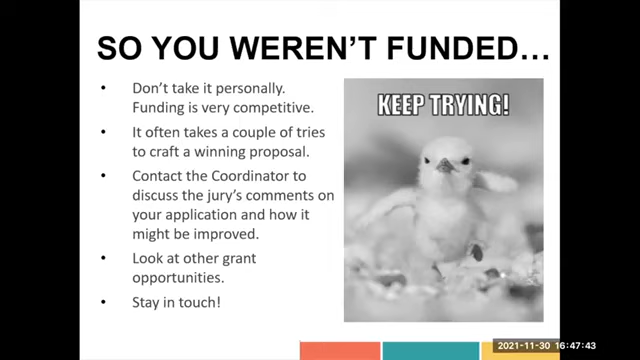 SO YOU WEREN'T FUNDED…
• Don't take it personally.
Funding is very competitive.
• It often takes a couple of tries
to craft a winning proposal.
• Contact the Coordinator to
discuss the jury's comments on
your application and how it
might be improved.
• Look at other grant
opportunities.
• Stay in touch!
KEEP TRYING!
2021-11-30 16:47:43